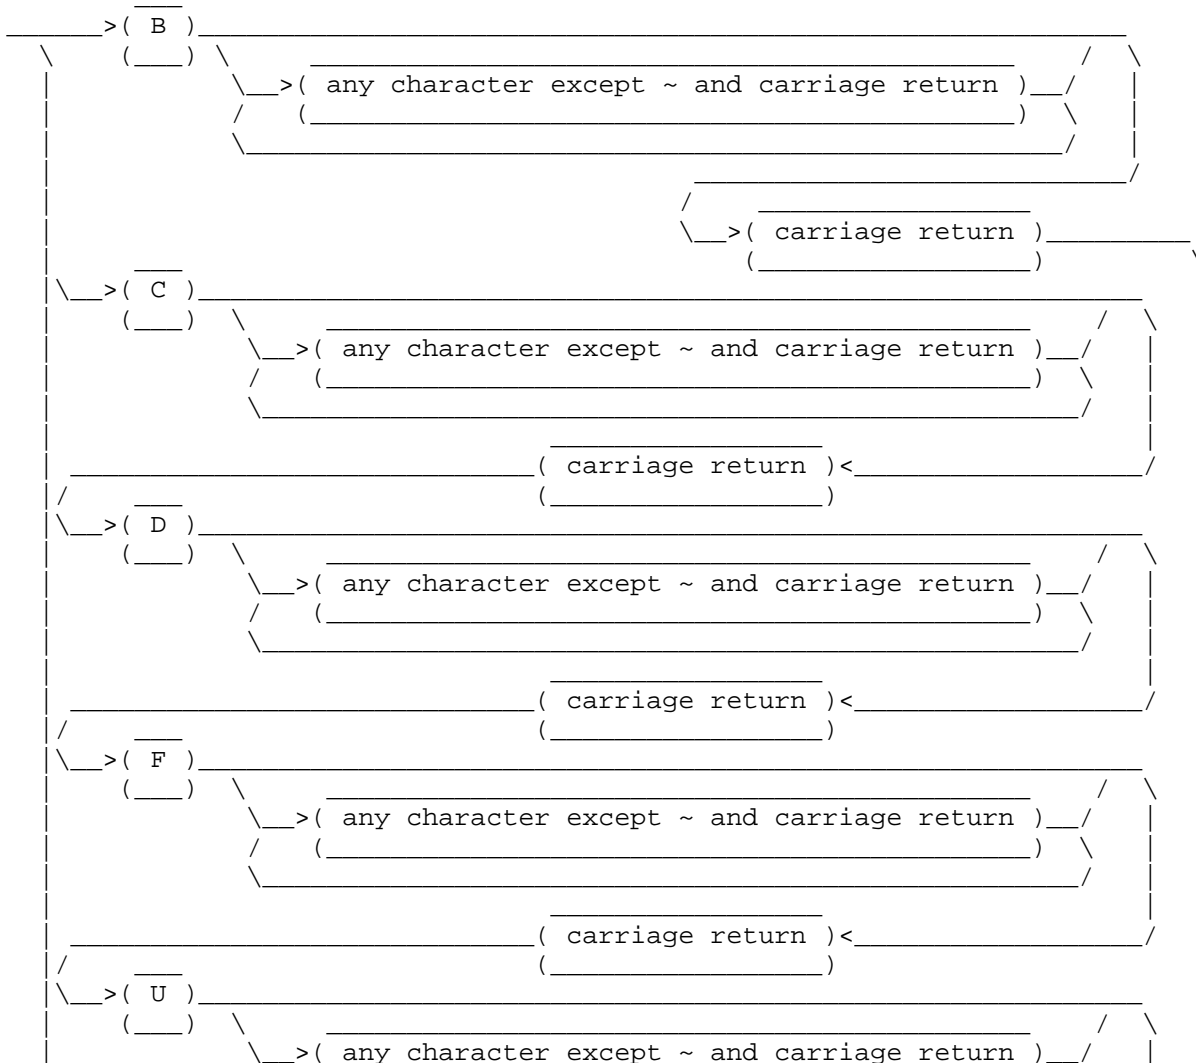 B
any character except ~ and carriage return
carriage return
C
any character except ~ and carriage return
carriage return
D
any character except ~ and carriage return
carriage return
F
any character except ~ and carriage return
carriage return
U
any character except ~ and carriage return